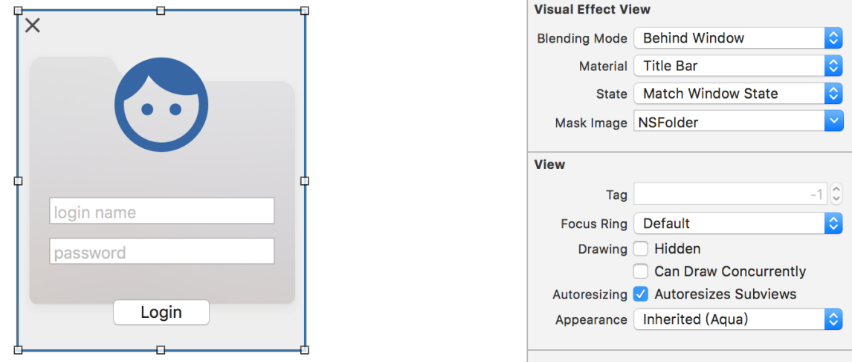 login name
password
Login
Visual Effect View
Blending Mode Behind Window
Material Title Bar
State Match Window State
Mask Image NSFolder
View
Tag -1
Focus Ring Default
Drawing Hidden
Can Draw Concurrently
Autoresizing Autoresizes Subviews
Appearance Inherited (Aqua)